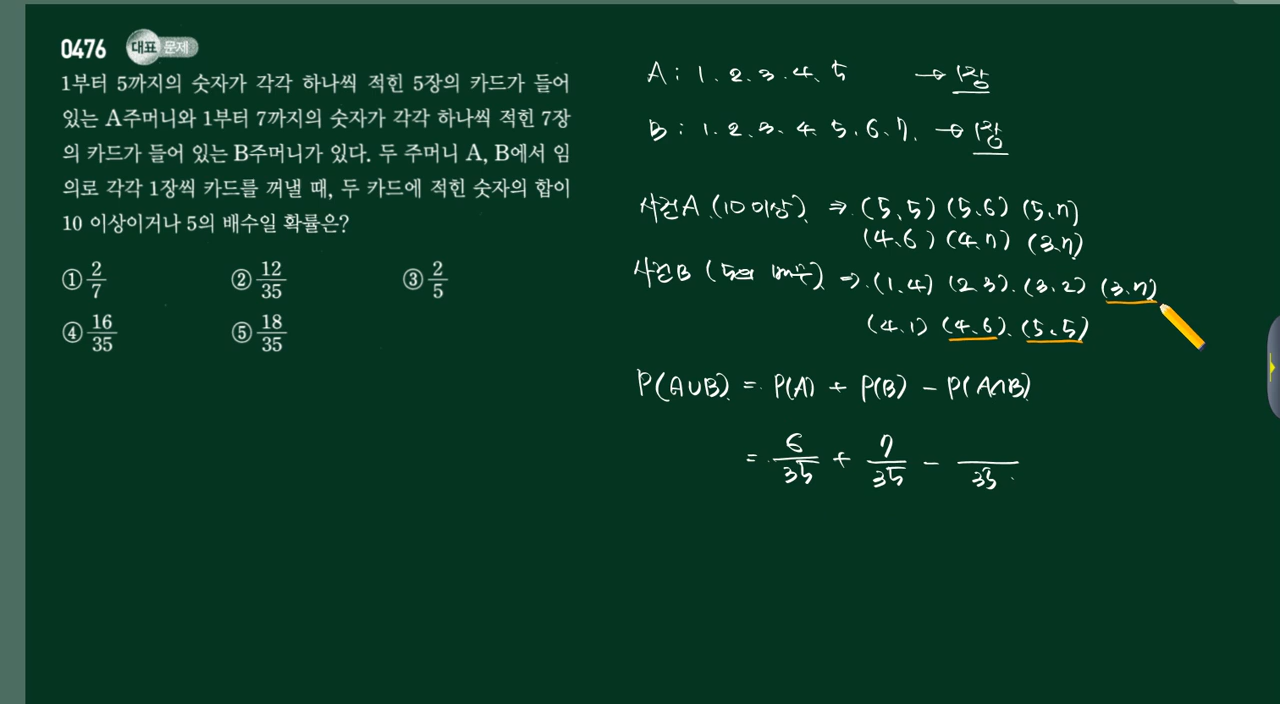 0476 대표 문제
1부터 5까지의 숫자가 각각 하나씩 적힌 5장의 카드가 들어
있는 A주머니와 1부터 7까지의 숫자가 각각 하나씩 적힌 7장
의 카드가 들어 있는 B주머니가 있다. 두 주머니 A, B에서 임
의로 각각 1장씩 카드를 꺼낼 때, 두 카드에 적힌 숫자의 합이
10 이상이거나 5의 배수일 확률은?
① 2/7 ② 12/35 ③ 2/5
④ 16/35 ⑤ 18/35
A : 1. 2. 3. 4. 5 → 1장
B : 1. 2. 3. 4. 5. 6. 7. → 1장
사건A (10 이상) ⇒ (5, 5) (5, 6) (5, 7)
(4, 6) (4, 7) (3, 7)
사건B (5의 배수) ⇒ (1, 4) (2, 3). (3, 2) (3, 7)
(4, 1) (4, 6). (5, 5)
P(A∪B) = P(A) + P(B) - P(A∩B)
= 6/35 + 7/35 - /35